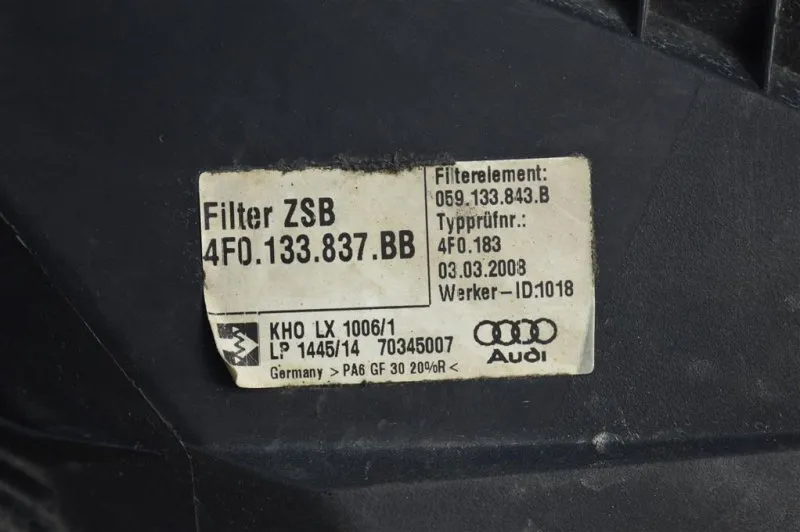 Filter ZSB
4F0.133.837.BB
Filterelement:
059.133.843.B
Typprüfnr.:
4F0.183
03.03.2008
Werker-ID:1018
KHO LX 1006/1
LP 1445/14 70345007
Germany >PA6 GF 30 20%R<
Audi